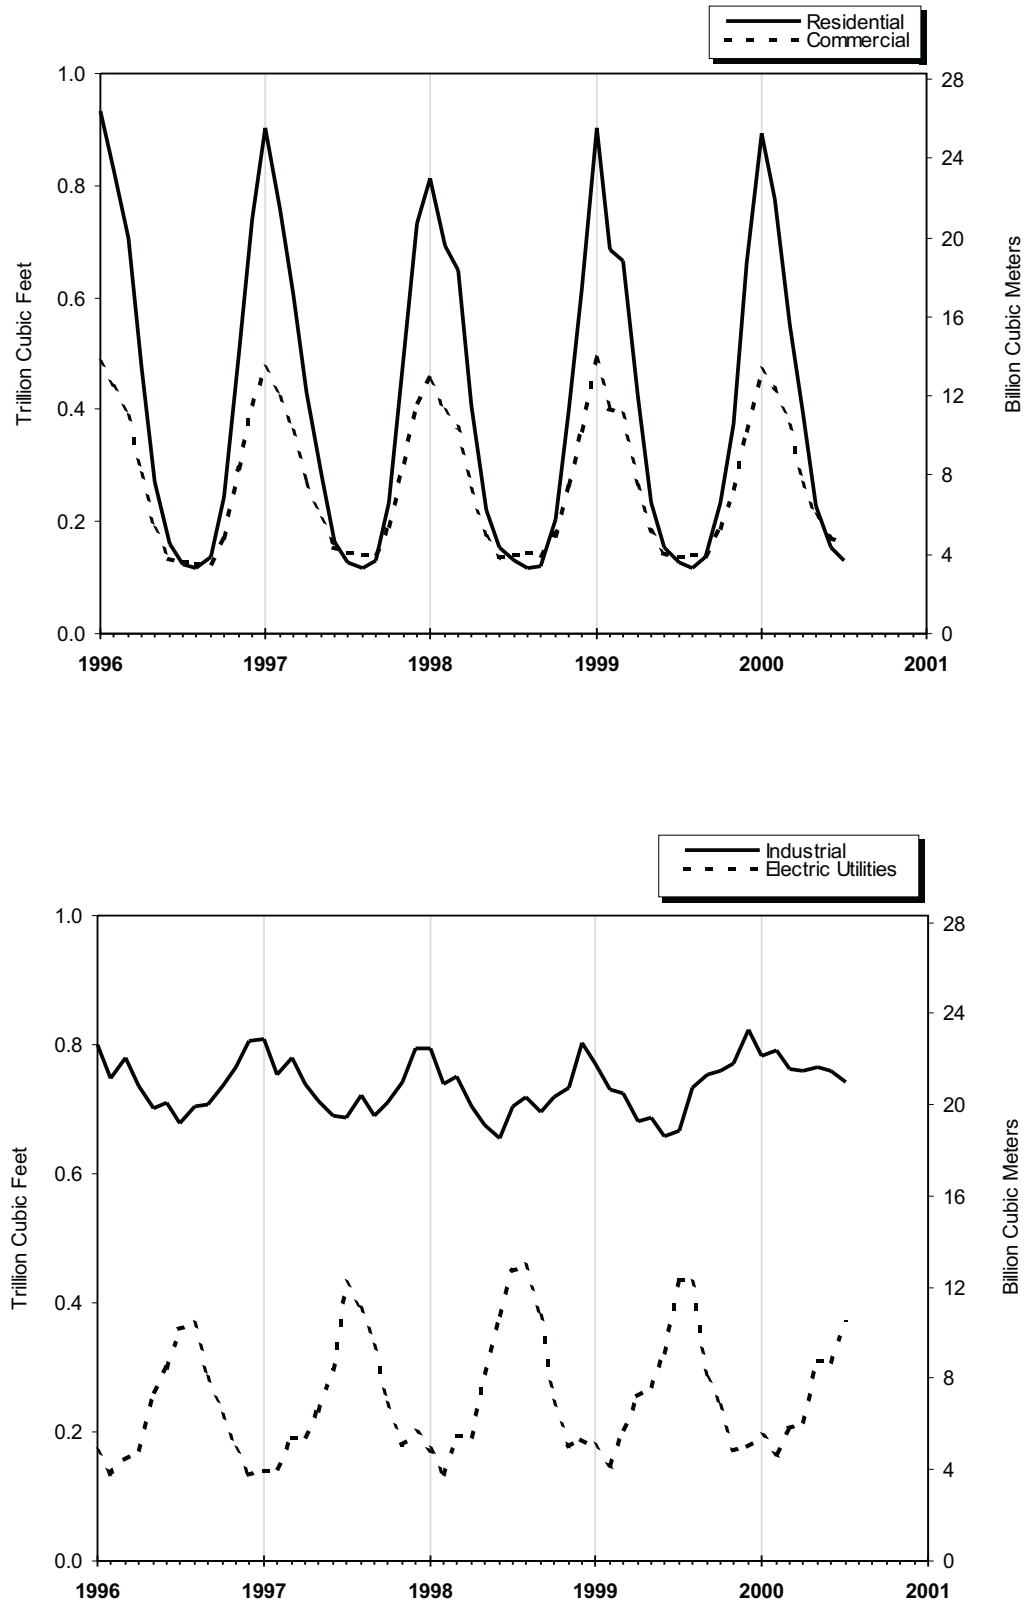 Residential
Commercial
1.0
0.8
0.6
0.4
0.2
0.0
Trillion Cubic Feet
28
24
20
16
12
8
4
0
Billion Cubic Meters
1996 1997 1998 1999 2000 2001
Industrial
Electric Utilities
1.0
0.8
0.6
0.4
0.2
0.0
Trillion Cubic Feet
28
24
20
16
12
8
4
0
Billion Cubic Meters
1996 1997 1998 1999 2000 2001